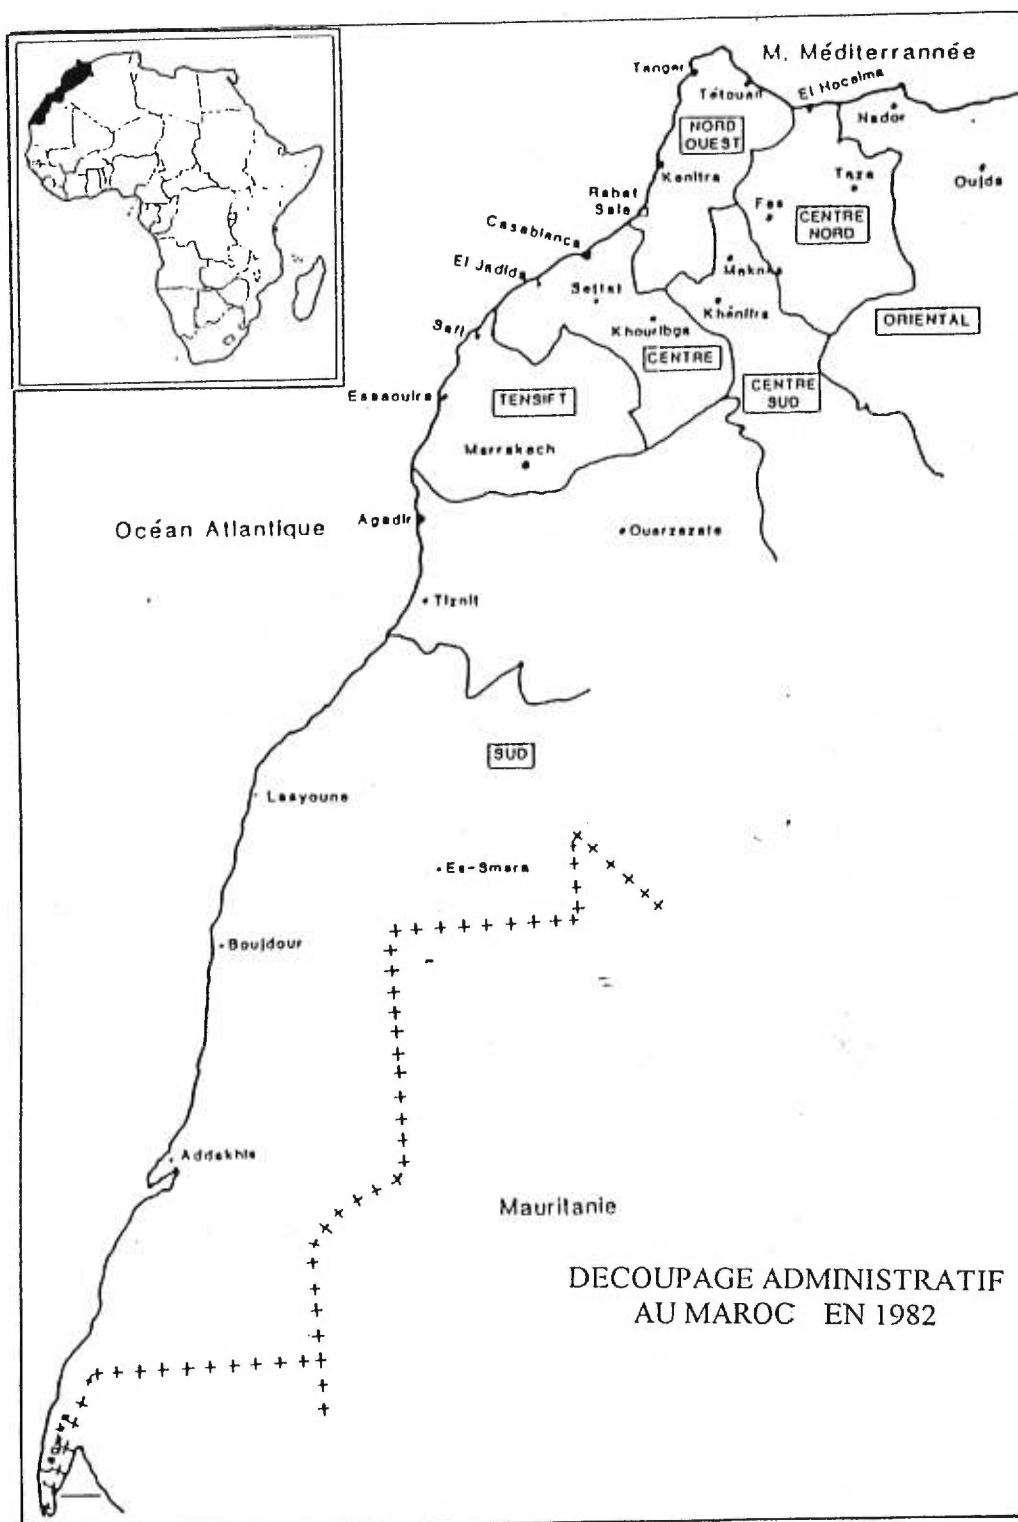 M. Méditerrannée
Tanger
Tétouan
El Hoceima
Nador
NORD
OUEST
Oujda
Kenitra
Taza
Rabat
Sale
Fes
CENTRE
NORD
Casablanca
Meknes
El Jadida
Settat
Khenifra
ORIENTAL
Safi
Khouribga
CENTRE
CENTRE
SUD
Essaouira
TENSIFT
Marrakech
Océan Atlantique
Agadir
Ouarzazate
Tiznit
SUD
Laayoune
Es-Smara
Boujdour
Addakhla
Mauritanie
DECOUPAGE ADMINISTRATIF
AU MAROC EN 1982